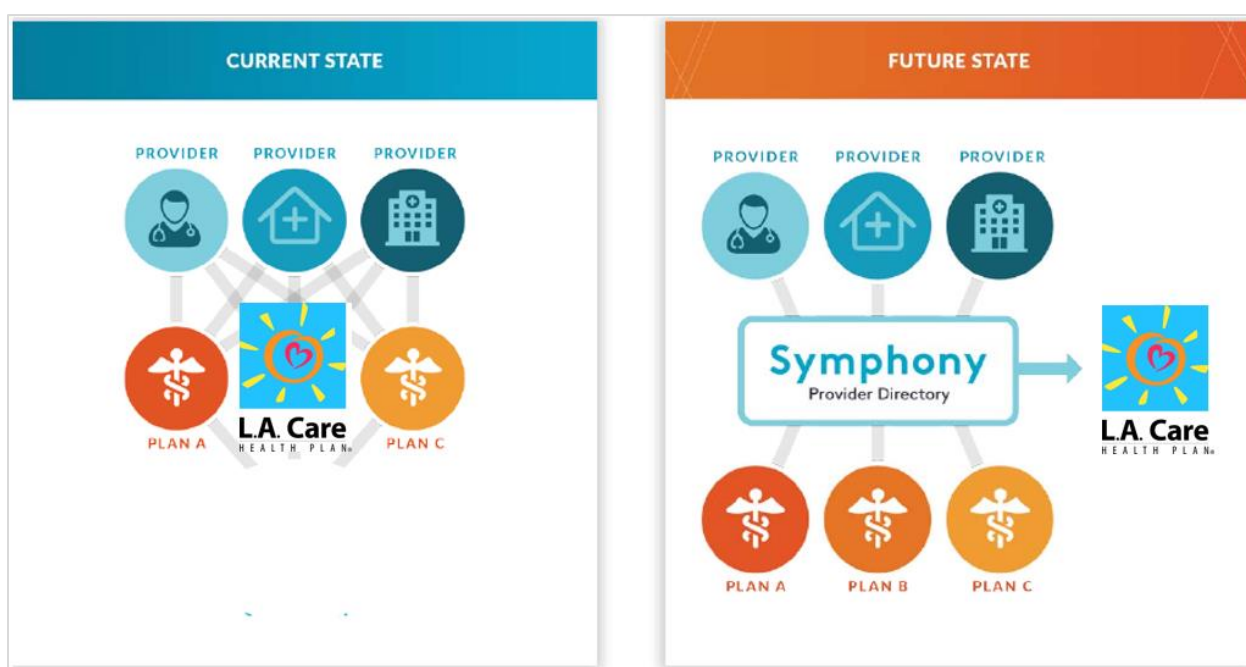 CURRENT STATE
PROVIDER PROVIDER PROVIDER
L.A. Care
HEALTH PLAN®
PLAN A
PLAN C
FUTURE STATE
PROVIDER PROVIDER PROVIDER
Symphony
Provider Directory
L.A. Care
HEALTH PLAN®
PLAN A PLAN B PLAN C